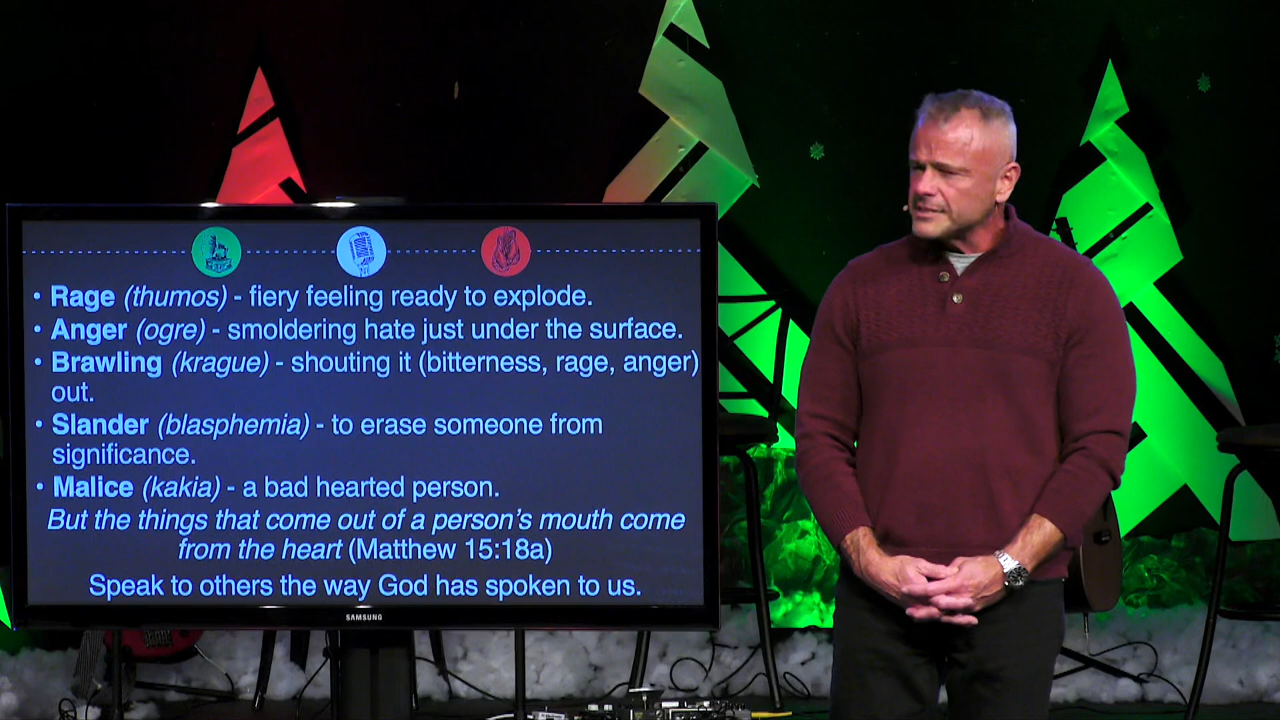 • Rage (thumos) - fiery feeling ready to explode.
• Anger (ogre) - smoldering hate just under the surface.
• Brawling (krague) - shouting it (bitterness, rage, anger)
out.
• Slander (blasphemia) - to erase someone from
significance.
• Malice (kakia) - a bad hearted person.
But the things that come out of a person's mouth come
from the heart (Matthew 15:18a)
Speak to others the way God has spoken to us.
SAMSUNG